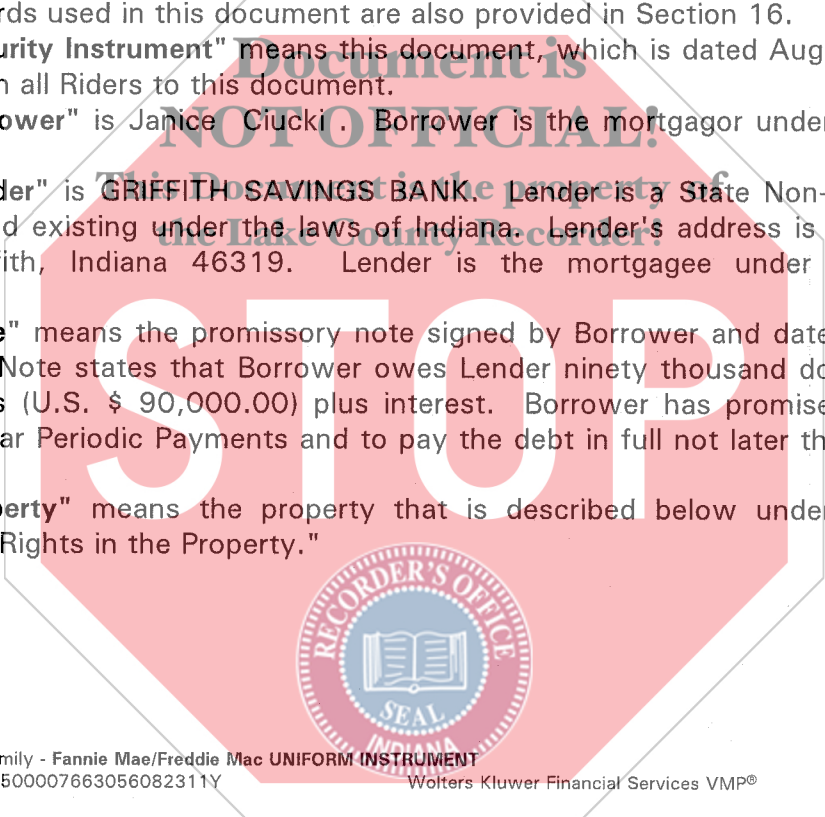 rds used in this document are also provided in Section 16.
urity Instrument" means this document, which is dated Aug
n all Riders to this document.
ower" is Janice Ciucki . Borrower is the mortgagor unde
der" is GRIFFITH SAVINGS BANK. Lender is a State Non-
d existing under the laws of Indiana. Lender's address is
ith, Indiana 46319. Lender is the mortgagee under
e" means the promissory note signed by Borrower and date
Note states that Borrower owes Lender ninety thousand do
s (U.S. $ 90,000.00) plus interest. Borrower has promise
ar Periodic Payments and to pay the debt in full not later th
perty" means the property that is described below unde
Rights in the Property."
Document is
NOT OFFICIAL!
This Document is the property of
the Lake County Recorder!
STOP
RECORDER'S OFFICE
SEAL
INDIANA
mily - Fannie Mae/Freddie Mac UNIFORM INSTRUMENT
500007663056082311Y
Wolters Kluwer Financial Services VMP®